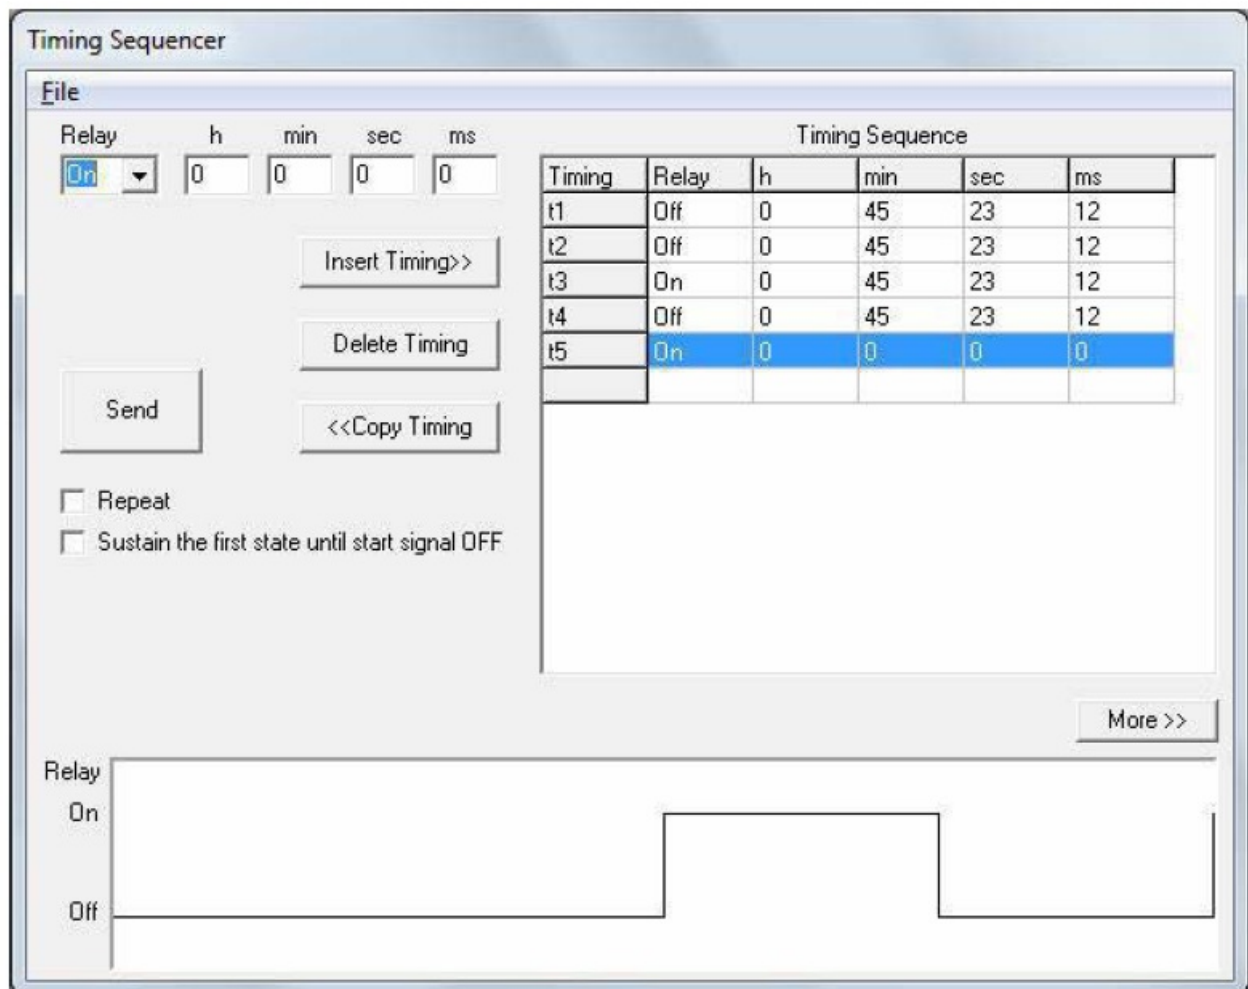 Timing Sequencer
File
Relay h min sec ms
On 0 0 0 0
Insert Timing>>
Delete Timing
Send
<<Copy Timing
Repeat
Sustain the first state until start signal OFF
Timing Sequence
Timing Relay h min sec ms
t1 Off 0 45 23 12
t2 Off 0 45 23 12
t3 On 0 45 23 12
t4 Off 0 45 23 12
t5 On 0 0 0 0
More >>
Relay
On
Off